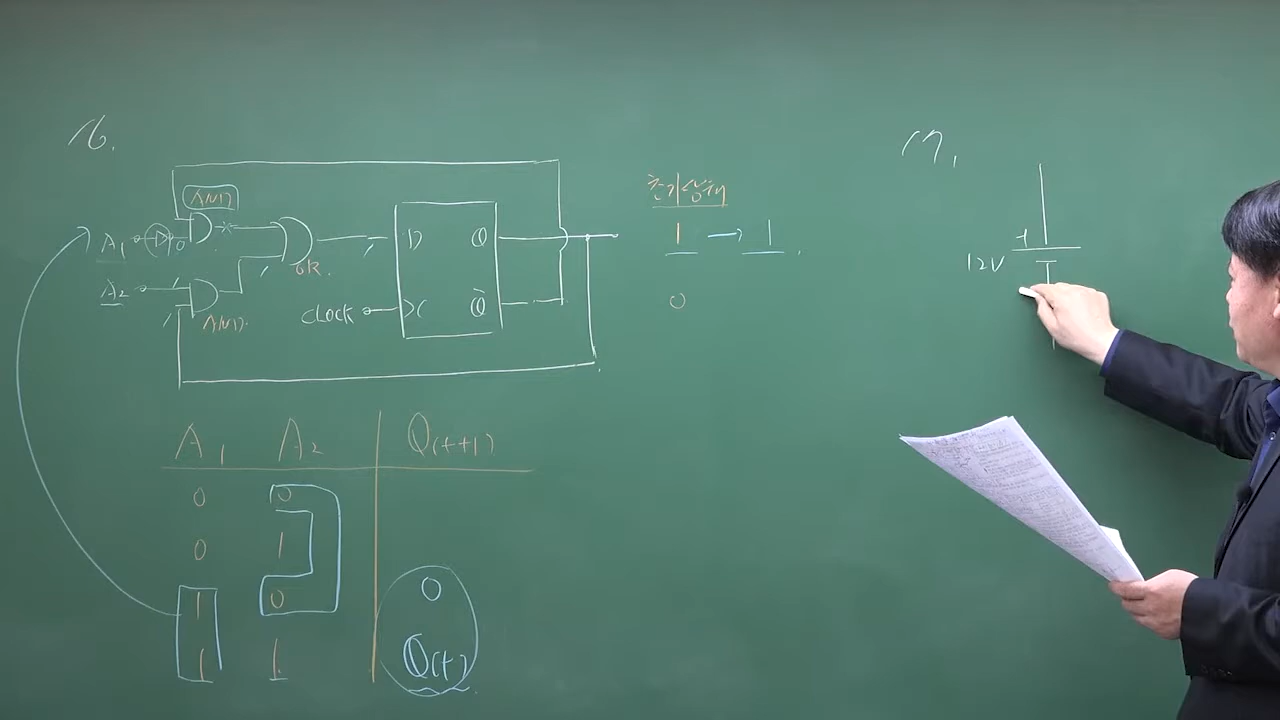 16.
AND
A1
A2
AND
OR
D
Q
C
Q̄
CLOCK
초기상태
1 → 1
0
A1 A2 Q(t+1)
0 0
0 1
1 0 0
1 1 Q(t)
17.
+
12V